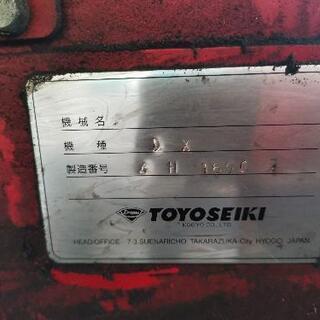 機械名
機種 DX
製造番号
TOYOSEIKI
KOGYO CO., LTD.
HEAD OFFICE 7-3, SUENARICHO TAKARAZUKA-City, HYOGO JAPAN.